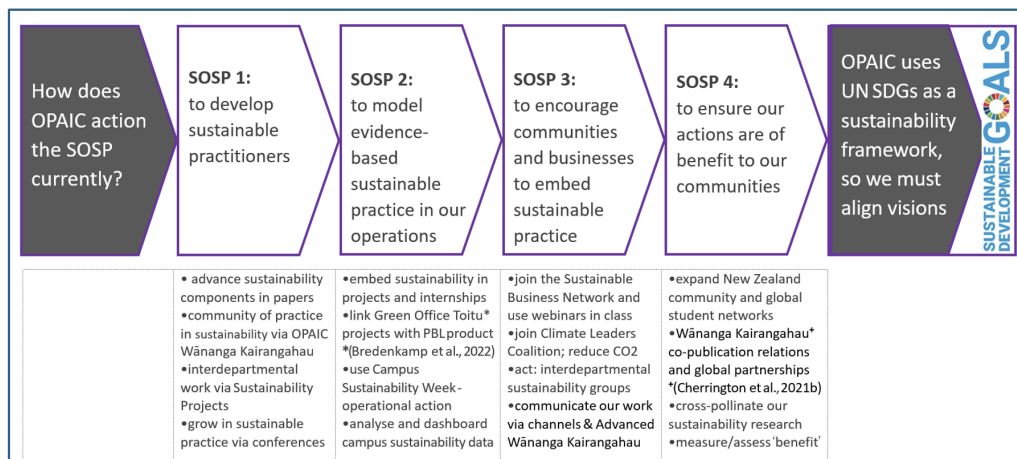 How does
OPAIC action
the SOSP
currently?
SOSP 1:
to develop
sustainable
practitioners
SOSP 2:
to model
evidence-
based
sustainable
practice in our
operations
SOSP 3:
to encourage
communities
and businesses
to embed
sustainable
practice
SOSP 4:
to ensure our
actions are of
benefit to our
communities
OPAIC uses
UN SDGs as a
sustainability
framework,
so we must
align visions
SUSTAINABLE
DEVELOPMENT
GOALS
• advance sustainability
components in papers
•community of practice
in sustainability via OPAIC
Wānanga Kairangahau
•interdepartmental
work via Sustainability
Projects
•grow in sustainable
practice via conferences
•embed sustainability in
projects and internships
•link Green Office Toitu*
projects with PBL product
*(Bredenkamp et al., 2022)
•use Campus
Sustainability Week-
operational action
•analyse and dashboard
campus sustainability data
•join the Sustainable
Business Network and
use webinars in class
•join Climate Leaders
Coalition; reduce CO2
•act: interdepartmental
sustainability groups
•communicate our work
via channels & Advanced
Wānanga Kairangahau
•expand New Zealand
community and global
student networks
•Wānanga Kairangahau⁺
co-publication relations
and global partnerships
⁺(Cherrington et al., 2021b)
•cross-pollinate our
sustainability research
•measure/assess 'benefit'